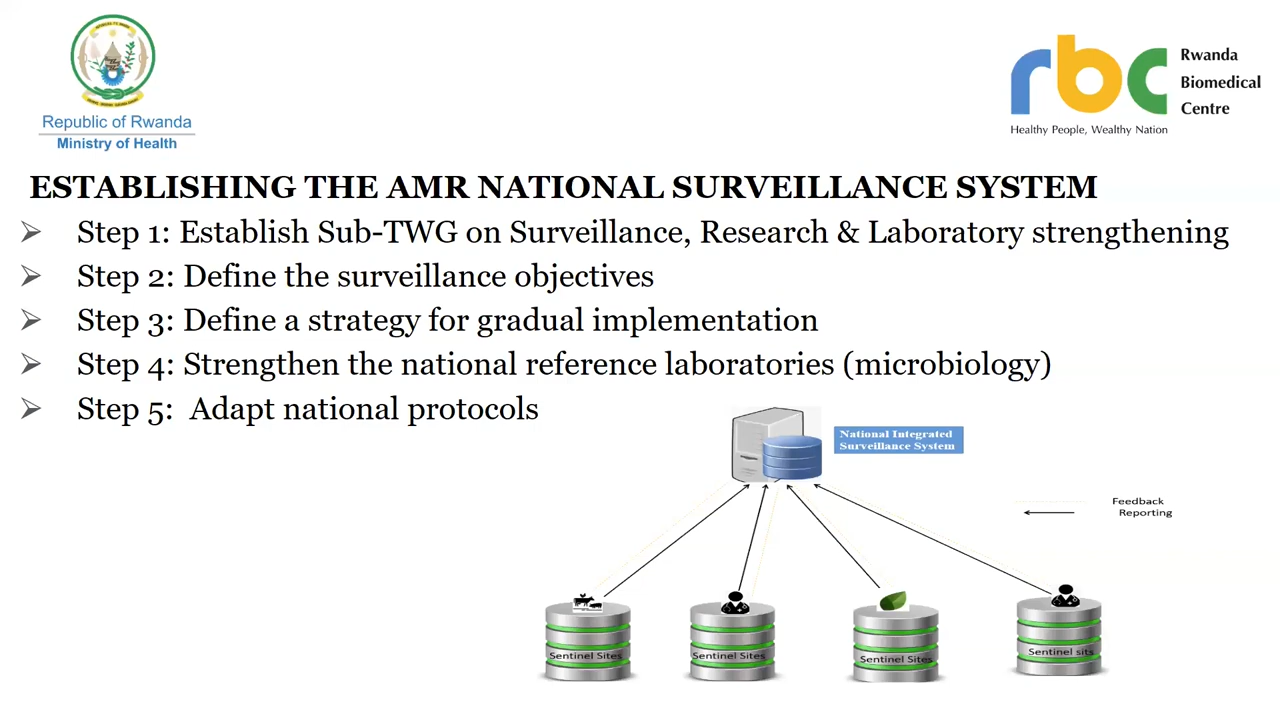 Republic of Rwanda
Ministry of Health
rbc
Rwanda
Biomedical
Centre
Healthy People, Wealthy Nation
ESTABLISHING THE AMR NATIONAL SURVEILLANCE SYSTEM
Step 1: Establish Sub-TWG on Surveillance, Research & Laboratory strengthening
Step 2: Define the surveillance objectives
Step 3: Define a strategy for gradual implementation
Step 4: Strengthen the national reference laboratories (microbiology)
Step 5: Adapt national protocols
National Integrated
Surveillance System
Feedback
Reporting
Sentinel Sites
Sentinel Sites
Sentinel Sites
Sentinel sits